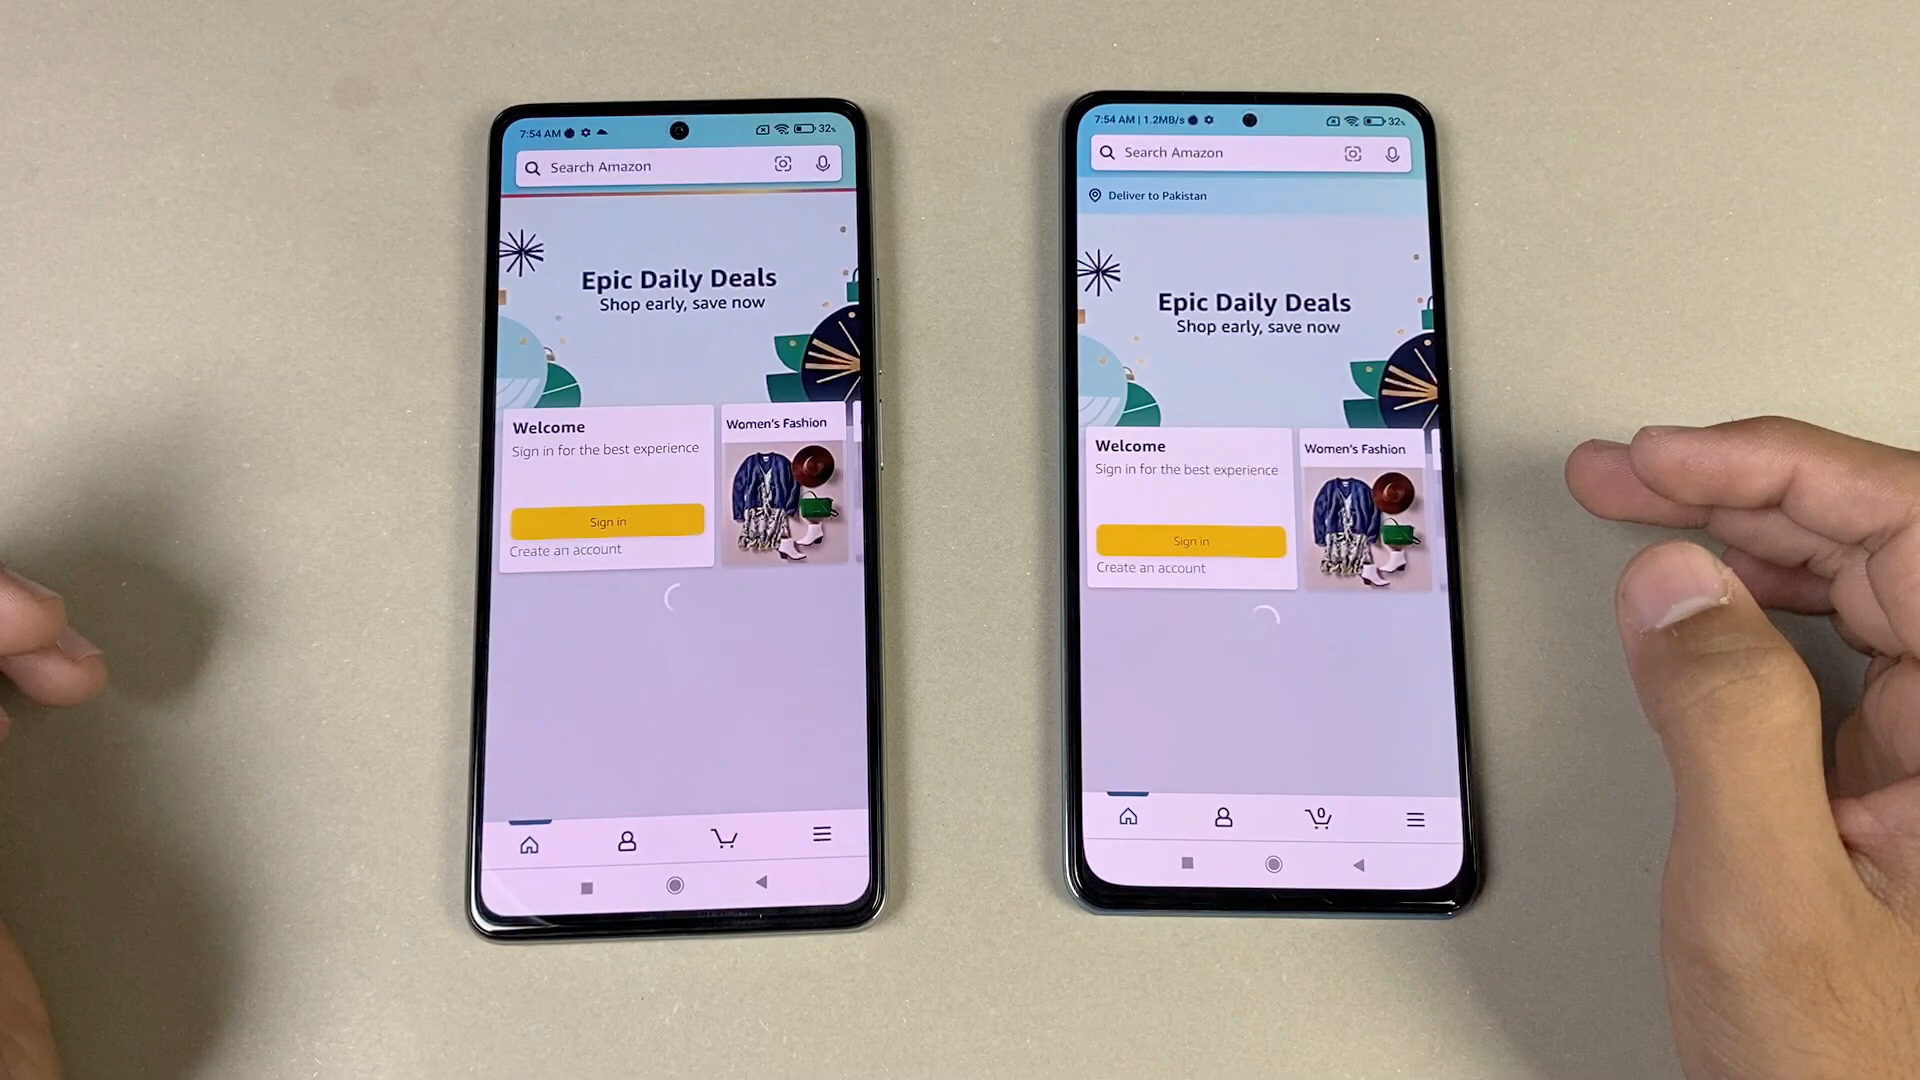 7:54 AM
32%
Search Amazon
Epic Daily Deals
Shop early, save now
Welcome
Sign in for the best experience
Sign in
Create an account
Women's Fashion
7:54 AM | 1.2MB/s
32%
Search Amazon
Deliver to Pakistan
Epic Daily Deals
Shop early, save now
Welcome
Sign in for the best experience
Sign in
Create an account
Women's Fashion
0